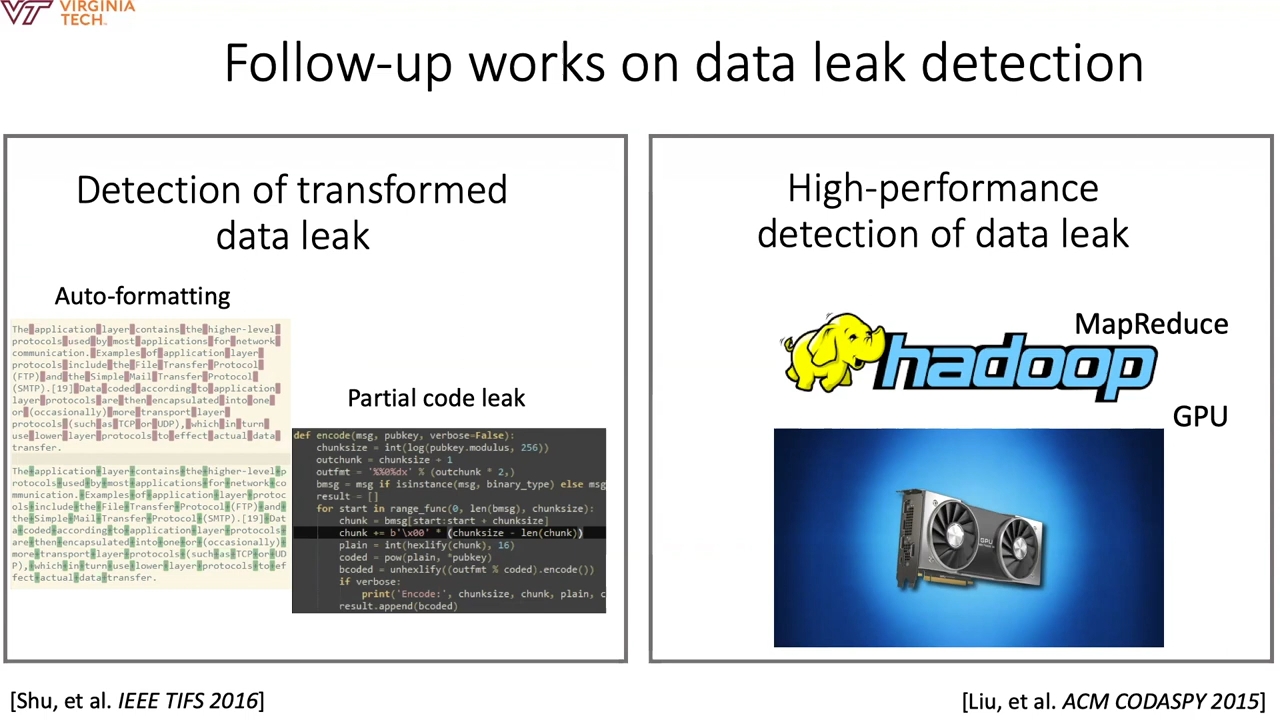 VT VIRGINIA
TECH.
Follow-up works on data leak detection
Detection of transformed
data leak
Auto-formatting
The application layer contains the higher-level
protocols used by most applications for network
communication. Examples of application layer
protocols include the File Transfer Protocol
(FTP) and the Simple Mail Transfer Protocol
(SMTP).[19] Data coded according to application
layer protocols are then encapsulated into one
or (occasionally) more transport layer
protocols (such as TCP or UDP), which in turn
use lower layer protocols to effect actual data
transfer.
The+application+layer+contains+the+higher-level+p
rotocols+used+by+most+applications+for+network+co
mmunication.+Examples+of+application+layer+protoc
ols+include+the+File+Transfer+Protocol+(FTP)+and+
the+Simple+Mail+Transfer+Protocol+(SMTP).[19]+Dat
a+coded+according+to+application+layer+protocols+
are+then+encapsulated+into+one+or+(occasionally)+
more+transport+layer+protocols+(such+as+TCP+or+UD
P),+which+in+turn+use+lower+layer+protocols+to+ef
fect+actual+data+transfer.
Partial code leak
def encode(msg, pubkey, verbose=False):
chunksize = int(log(pubkey.modulus, 256))
outchunk = chunksize + 1
outfmt = '%%0%dx' % (outchunk * 2,)
bmsg = msg if isinstance(msg, binary_type) else msg
result = []
for start in range_func(0, len(bmsg), chunksize):
chunk = bmsg[start:start + chunksize]
chunk += b'\x00' * (chunksize - len(chunk))
plain = int(hexlify(chunk), 16)
coded = pow(plain, *pubkey)
bcoded = unhexlify((outfmt % coded).encode())
if verbose:
print('Encode:', chunksize, chunk, plain, c
result.append(bcoded)
High-performance
detection of data leak
MapReduce
hadoop
GPU
[Shu, et al. IEEE TIFS 2016]
[Liu, et al. ACM CODASPY 2015]